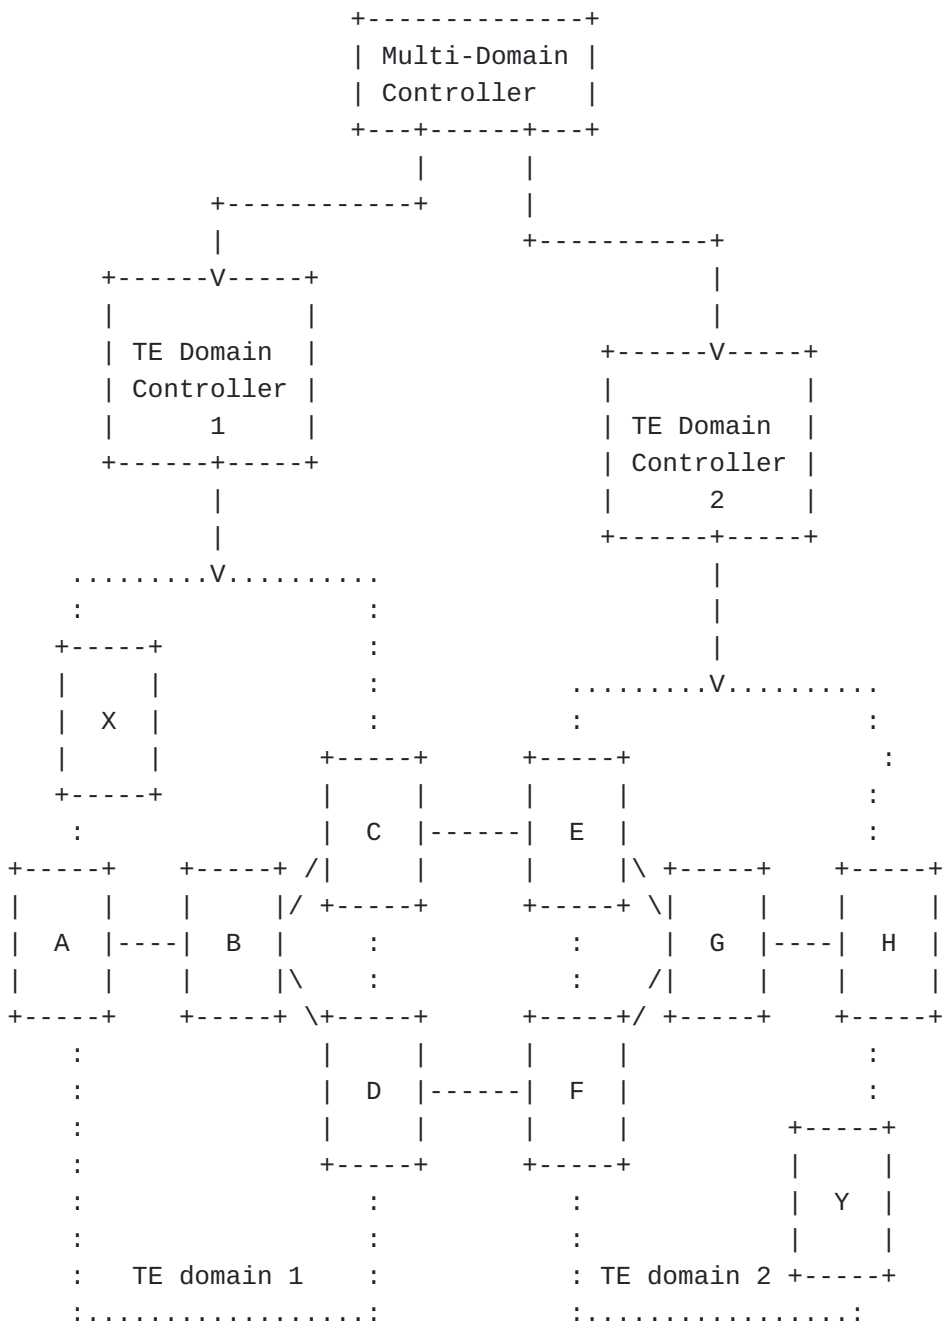 Multi-Domain
Controller
TE Domain
Controller
1
TE Domain
Controller
2
X
C
E
A
B
G
H
D
F
Y
TE domain 1
TE domain 2